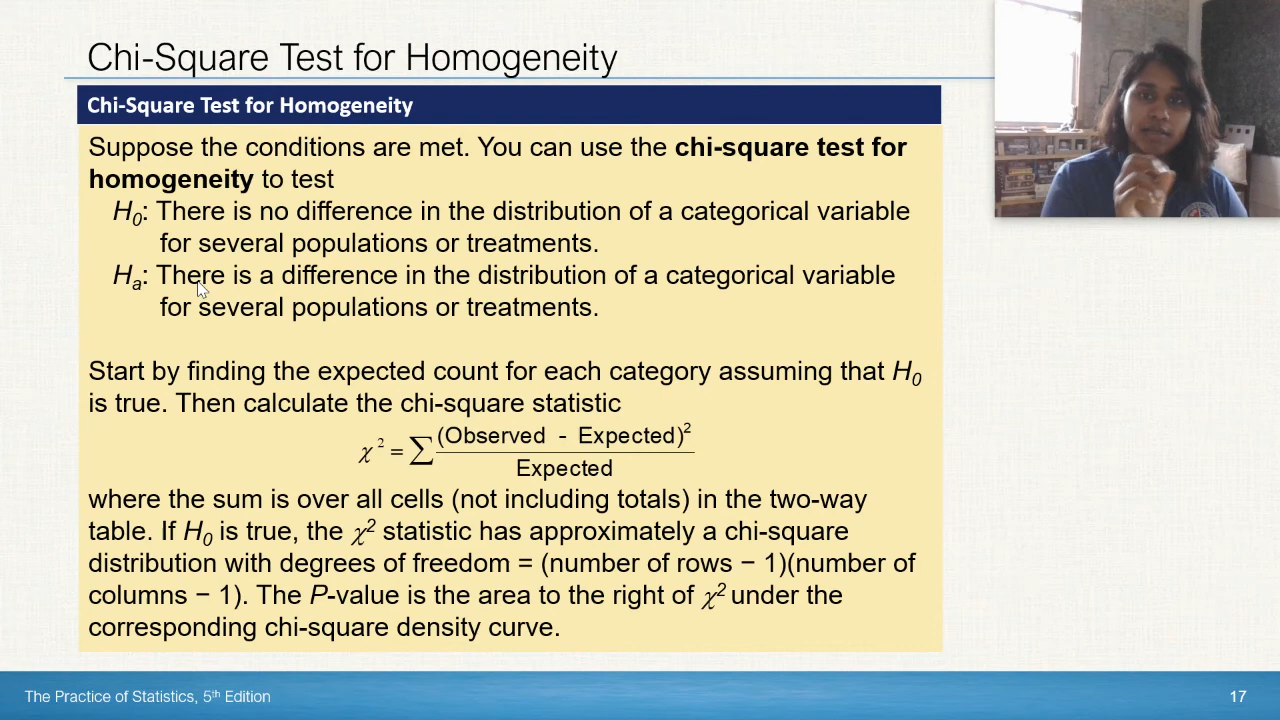 Chi-Square Test for Homogeneity
Chi-Square Test for Homogeneity
Suppose the conditions are met. You can use the chi-square test for
homogeneity to test
H₀: There is no difference in the distribution of a categorical variable
for several populations or treatments.
Hₐ: There is a difference in the distribution of a categorical variable
for several populations or treatments.
Start by finding the expected count for each category assuming that H₀
is true. Then calculate the chi-square statistic
χ² = ∑ (Observed - Expected)² / Expected
where the sum is over all cells (not including totals) in the two-way
table. If H₀ is true, the χ² statistic has approximately a chi-square
distribution with degrees of freedom = (number of rows − 1)(number of
columns − 1). The P-value is the area to the right of χ² under the
corresponding chi-square density curve.
The Practice of Statistics, 5th Edition
17